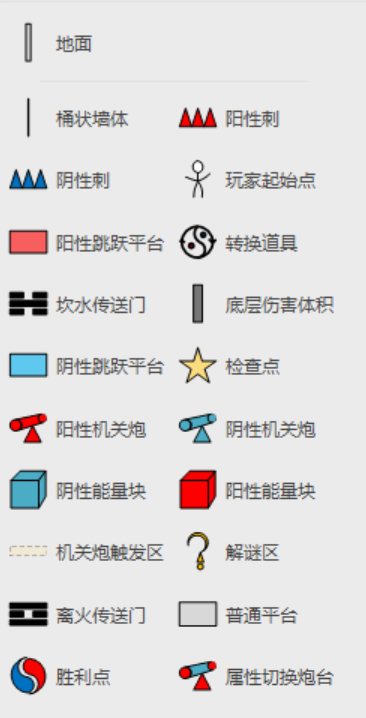 地面
桶状墙体 阳性刺
阴性刺 玩家起始点
阳性跳跃平台 转换道具
坎水传送门 底层伤害体积
阴性跳跃平台 检查点
阳性机关炮 阴性机关炮
阴性能量块 阳性能量块
机关炮触发区 解谜区
离火传送门 普通平台
胜利点 属性切换炮台